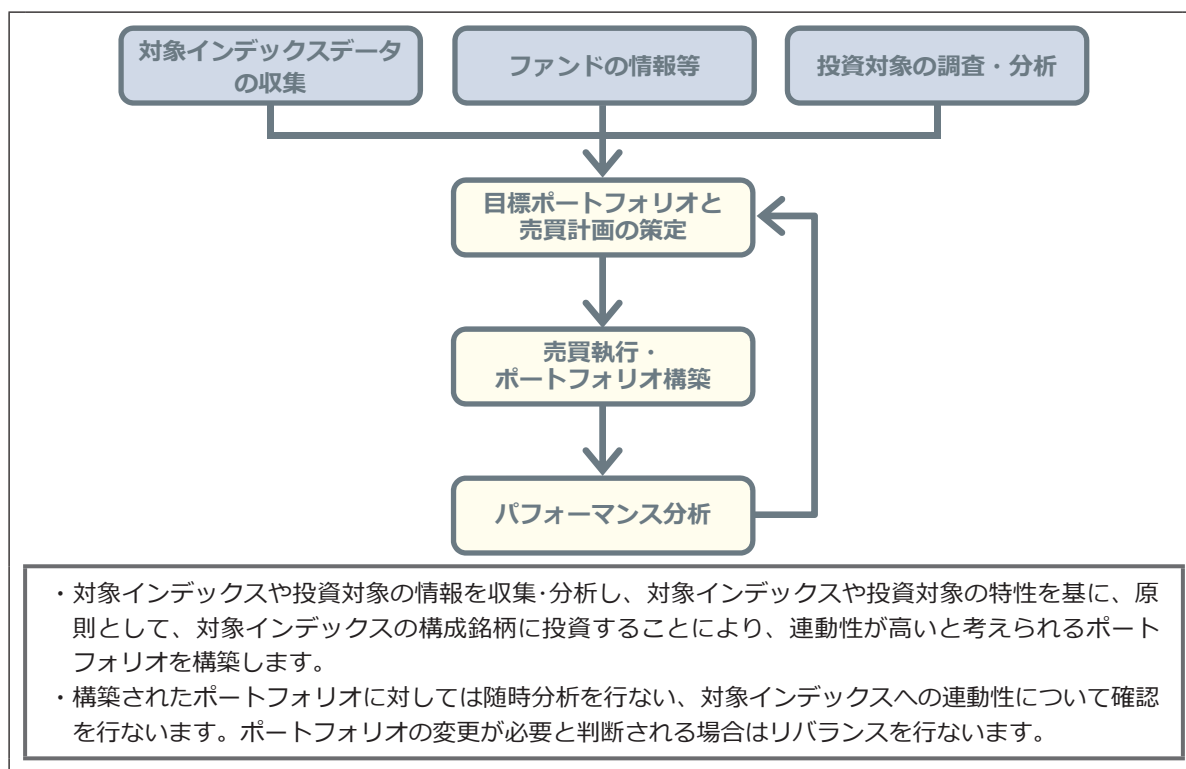 対象インデックスデータ
の収集
ファンドの情報等
投資対象の調査・分析
目標ポートフォリオと
売買計画の策定
売買執行・
ポートフォリオ構築
パフォーマンス分析
・対象インデックスや投資対象の情報を収集・分析し、対象インデックスや投資対象の特性を基に、原
則として、対象インデックスの構成銘柄に投資することにより、連動性が高いと考えられるポート
フォリオを構築します。
・構築されたポートフォリオに対しては随時分析を行ない、対象インデックスへの連動性について確認
を行ないます。ポートフォリオの変更が必要と判断される場合はリバランスを行ないます。